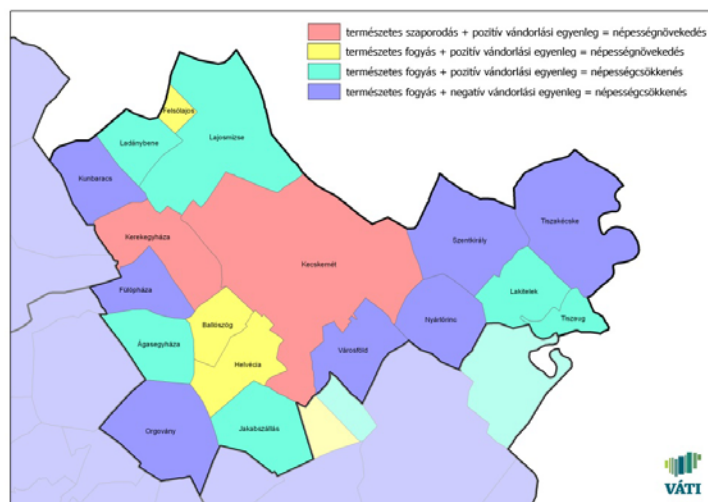 természetes szaporodás + pozitív vándorlási egyenleg = népességnövekedés
természetes fogyás + pozitív vándorlási egyenleg = népességnövekedés
természetes fogyás + pozitív vándorlási egyenleg = népességcsökkenés
természetes fogyás + negatív vándorlási egyenleg = népességcsökkenés
Felsőlajos
Ladánybene
Lajosmizse
Kunbaracs
Tiszakécske
Kerekegyháza
Szentkirály
Kecskemét
Fülöpháza
Lakitelek
Tiszaug
Nyárlőrinc
Ballószög
Ágasegyháza
Helvécia
Városföld
Orgovány
Jakabszállás
VÁTI